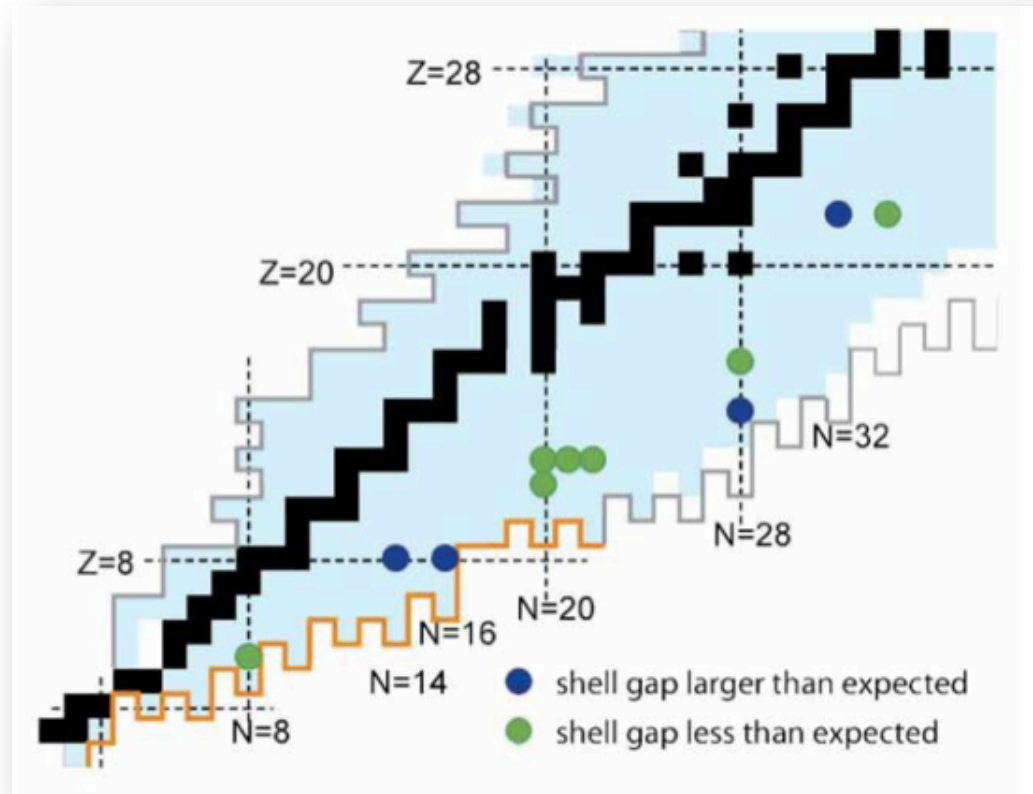 Z=28
Z=20
N=32
N=28
Z=8
N=20
N=16
N=14
shell gap larger than expected
N=8
shell gap less than expected